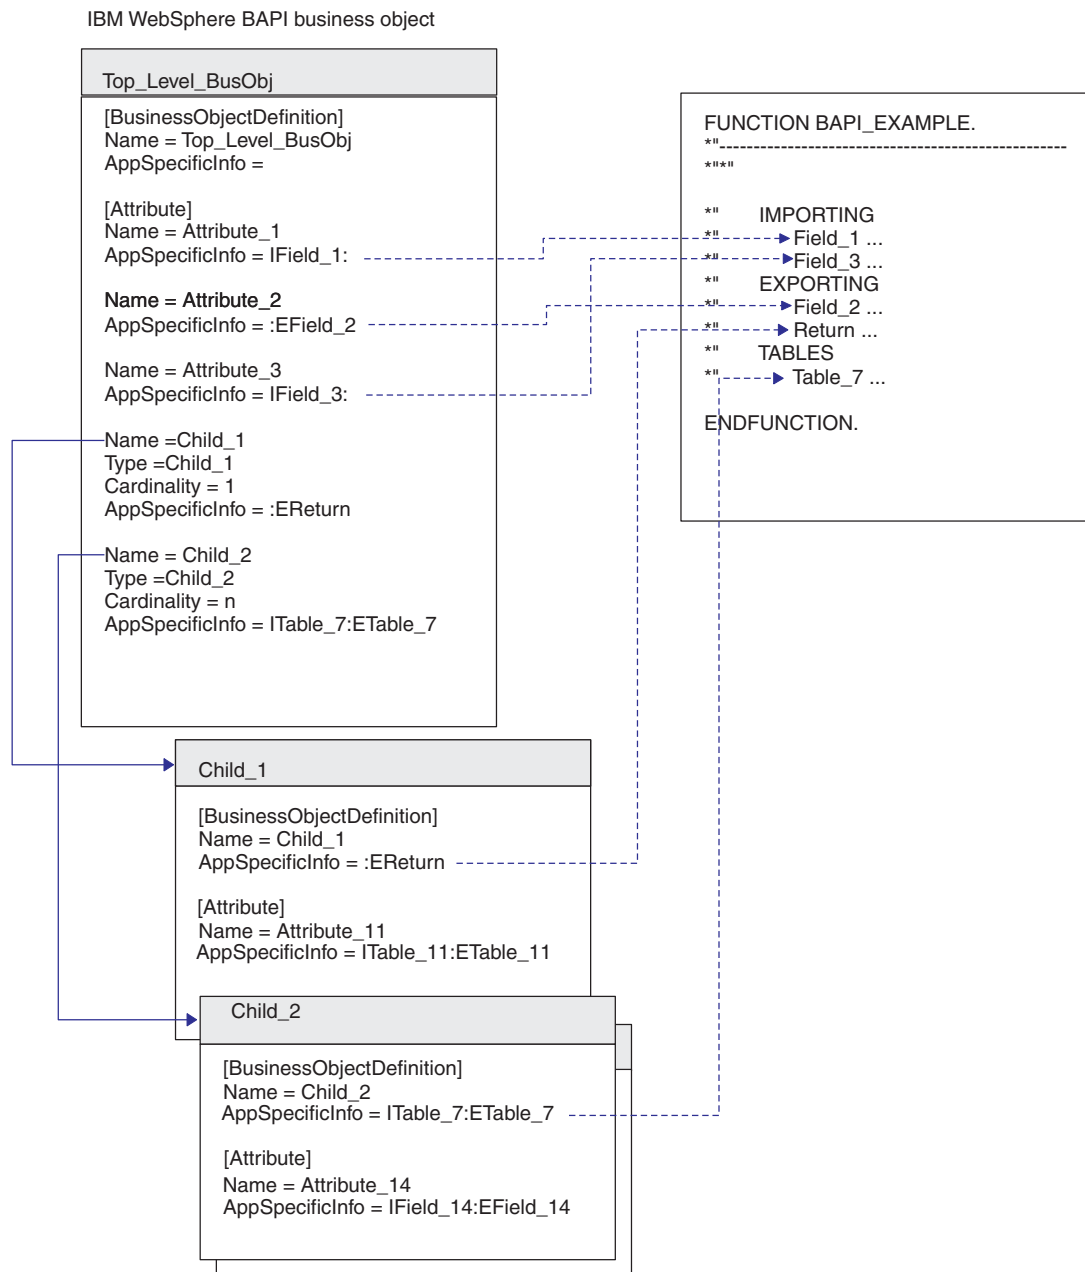 IBM WebSphere BAPI business object
Top_Level_BusObj
[BusinessObjectDefinition]
Name = Top_Level_BusObj
AppSpecificInfo =
[Attribute]
Name = Attribute_1
AppSpecificInfo = IField_1:
Name = Attribute_2
AppSpecificInfo = :EField_2
Name = Attribute_3
AppSpecificInfo = IField_3:
Name =Child_1
Type =Child_1
Cardinality = 1
AppSpecificInfo = :EReturn
Name = Child_2
Type =Child_2
Cardinality = n
AppSpecificInfo = ITable_7:ETable_7
FUNCTION BAPI_EXAMPLE.
*"----------------------------------------------------
*"*"
*" IMPORTING
*" Field_1 ...
*" Field_3 ...
*" EXPORTING
*" Field_2 ...
*" Return ...
*" TABLES
*" Table_7 ...
ENDFUNCTION.
Child_1
[BusinessObjectDefinition]
Name = Child_1
AppSpecificInfo = :EReturn
[Attribute]
Name = Attribute_11
AppSpecificInfo = ITable_11:ETable_11
Child_2
[BusinessObjectDefinition]
Name = Child_2
AppSpecificInfo = ITable_7:ETable_7
[Attribute]
Name = Attribute_14
AppSpecificInfo = IField_14:EField_14